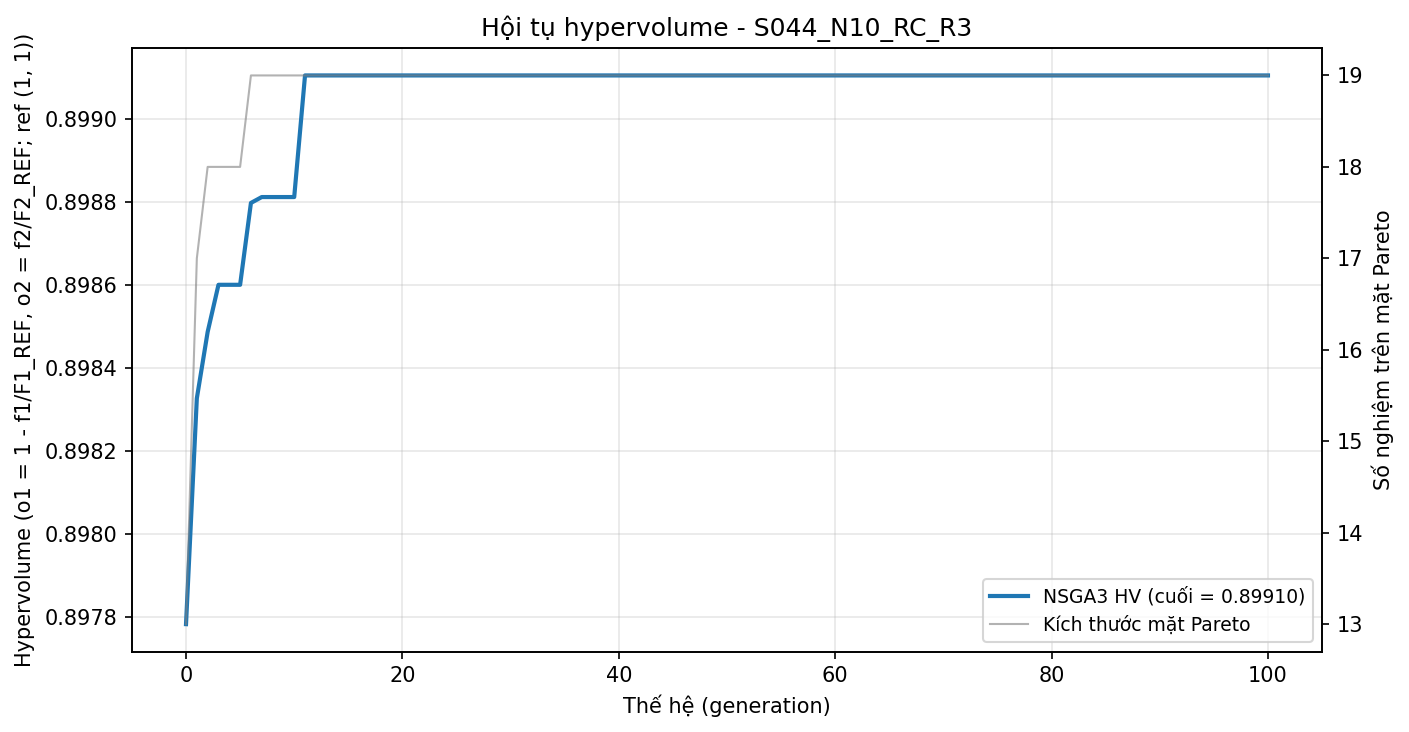 Hội tụ hypervolume - S044_N10_RC_R3
Hypervolume (o1 = 1 - f1/F1_REF, o2 = f2/F2_REF; ref (1, 1))
0.8990
0.8988
0.8986
0.8984
0.8982
0.8980
0.8978
19
18
17
16
15
14
13
Số nghiệm trên mặt Pareto
NSGA3 HV (cuối = 0.89910)
Kích thước mặt Pareto
0 20 40 60 80 100
Thế hệ (generation)